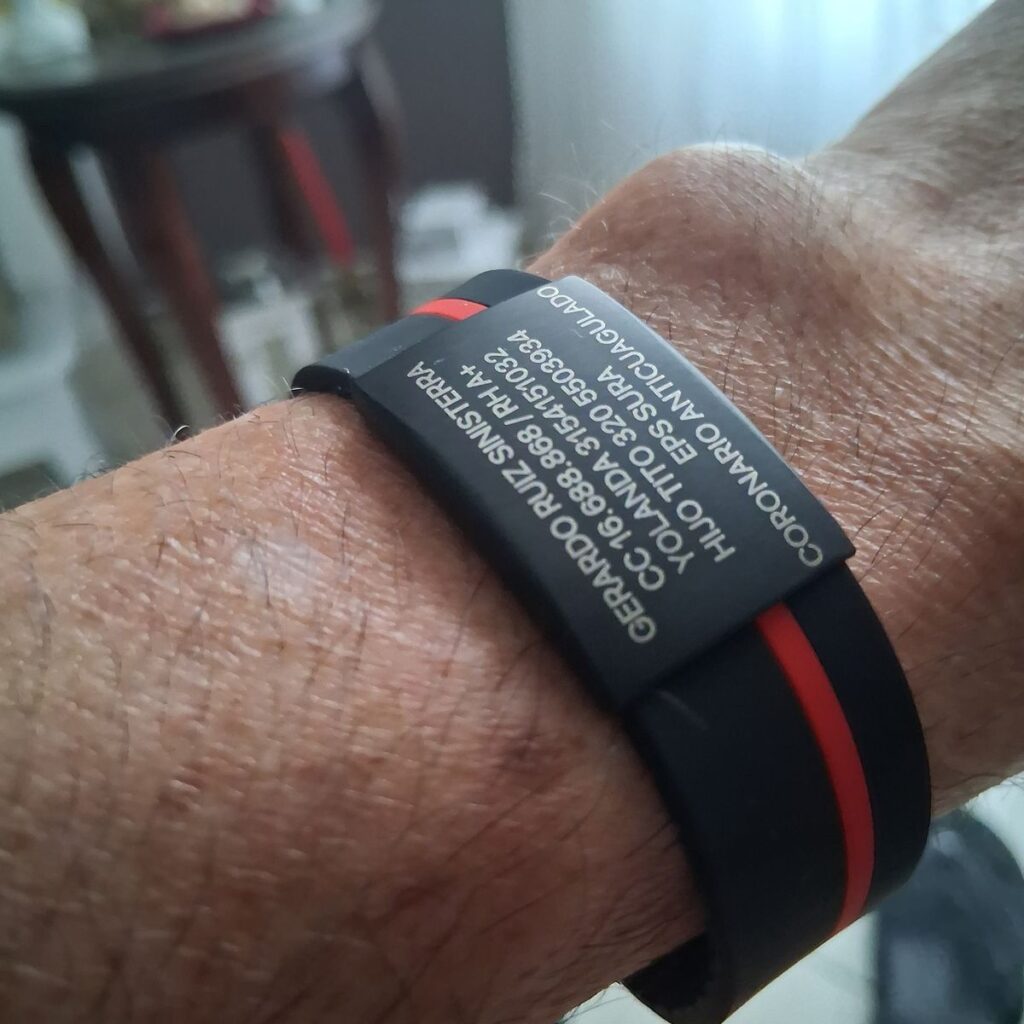 GERARDO RUIZ SINISTERRA
CC 16.688.868 / RH A+
YOLANDA 3154151032
HIJO TITO 320 5503934
EPS SURA
CORONARIO ANTICUAGULADO